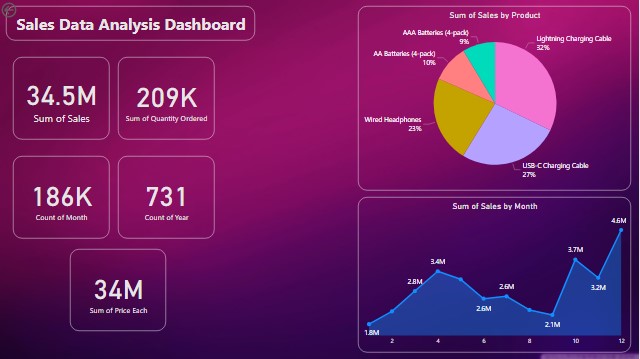 Sales Data Analysis Dashboard
34.5M
Sum of Sales
209K
Sum of Quantity Ordered
186K
Count of Month
731
Count of Year
34M
Sum of Price Each
Sum of Sales by Product
AAA Batteries (4-pack)
9%
AA Batteries (4-pack)
10%
Wired Headphones
23%
Lightning Charging Cable
32%
USB-C Charging Cable
27%
Sum of Sales by Month
1.8M
2.8M
3.4M
2.6M
2.6M
2.1M
3.7M
3.2M
4.6M
2
4
6
8
10
12